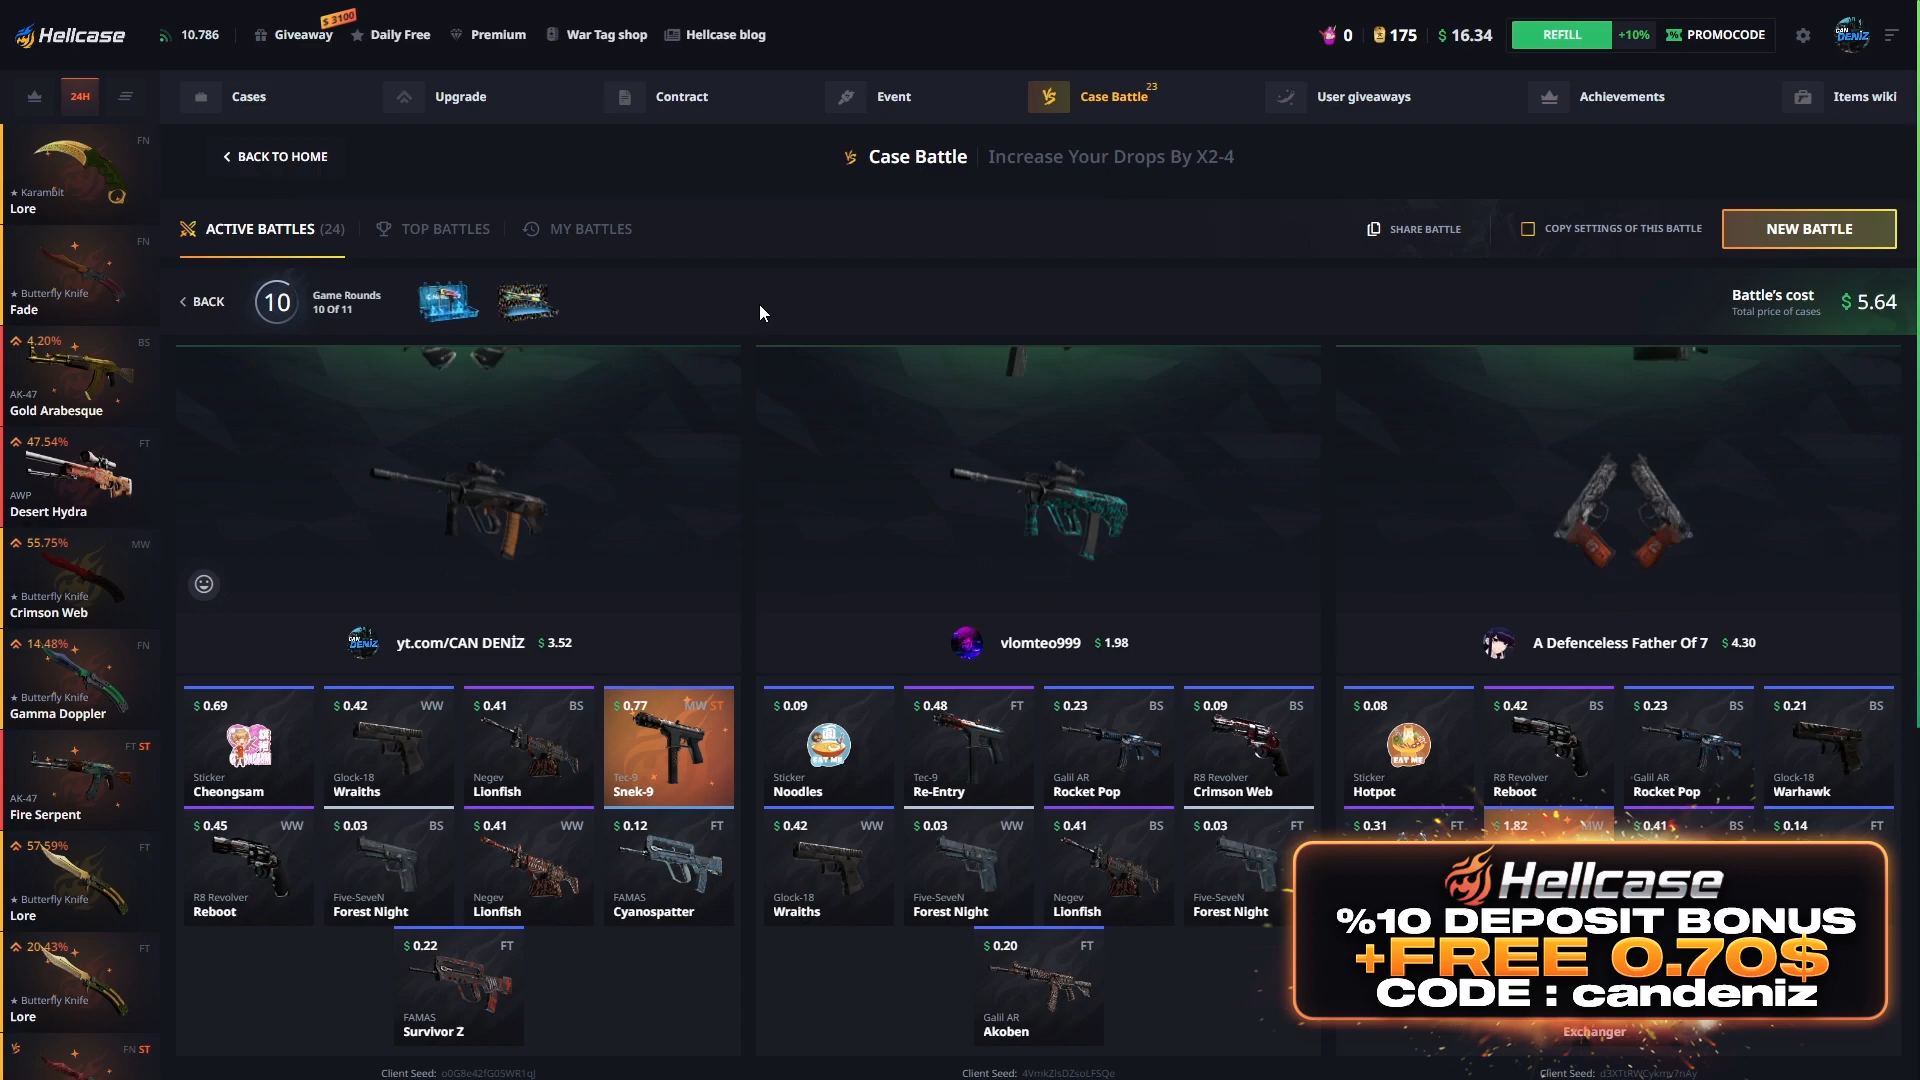 Hellcase
10.786
Giveaway
$ 3100
Daily Free
Premium
War Tag shop
Hellcase blog
0
175
$ 16.34
REFILL
+10%
PROMOCODE
24H
Cases
Upgrade
Contract
Event
Case Battle 23
User giveaways
Achievements
Items wiki
BACK TO HOME
Case Battle
Increase Your Drops By X2-4
ACTIVE BATTLES (24)
TOP BATTLES
MY BATTLES
SHARE BATTLE
COPY SETTINGS OF THIS BATTLE
NEW BATTLE
BACK
10
Game Rounds
10 Of 11
Battle's cost
Total price of cases
$ 5.64
FN
★ Karambit
Lore
FN
★ Butterfly Knife
Fade
4.20%
BS
AK-47
Gold Arabesque
47.54%
FT
AWP
Desert Hydra
55.75%
MW
★ Butterfly Knife
Crimson Web
14.48%
FN
★ Butterfly Knife
Gamma Doppler
FT ST
AK-47
Fire Serpent
57.59%
FT
★ Butterfly Knife
Lore
20.43%
FT
★ Butterfly Knife
Lore
FN ST
CAN DENİZ
yt.com/CAN DENİZ $ 3.52
vlomteo999 $ 1.98
A Defenceless Father Of 7 $ 4.30
$ 0.69
Sticker
Cheongsam
$ 0.42 WW
Glock-18
Wraiths
$ 0.41 BS
Negev
Lionfish
$ 0.77 MW ST
Tec-9
Snek-9
$ 0.45 WW
R8 Revolver
Reboot
$ 0.03 BS
Five-SeveN
Forest Night
$ 0.41 WW
Negev
Lionfish
$ 0.12 FT
FAMAS
Cyanospatter
$ 0.22 FT
FAMAS
Survivor Z
Client Seed: o0G8e42fG0SWR1qJ
$ 0.09
EAT ME
Sticker
Noodles
$ 0.48 FT
Tec-9
Re-Entry
$ 0.23 BS
Galil AR
Rocket Pop
$ 0.09 BS
R8 Revolver
Crimson Web
$ 0.42 WW
Glock-18
Wraiths
$ 0.03 WW
Five-SeveN
Forest Night
$ 0.41 BS
Negev
Lionfish
$ 0.03 FT
Five-SeveN
Forest Night
$ 0.20 FT
Galil AR
Akoben
Client Seed:
$ 0.08
EAT ME
Sticker
Hotpot
$ 0.42 BS
R8 Revolver
Reboot
$ 0.23 BS
Galil AR
Rocket Pop
$ 0.21 BS
Glock-18
Warhawk
$ 0.31 FT
$ 1.82 MW
$ 0.41 BS
$ 0.14 FT
Hellcase
%10 DEPOSIT BONUS
+FREE 0.70$
CODE : candeniz
Exchanger
Client Seed: